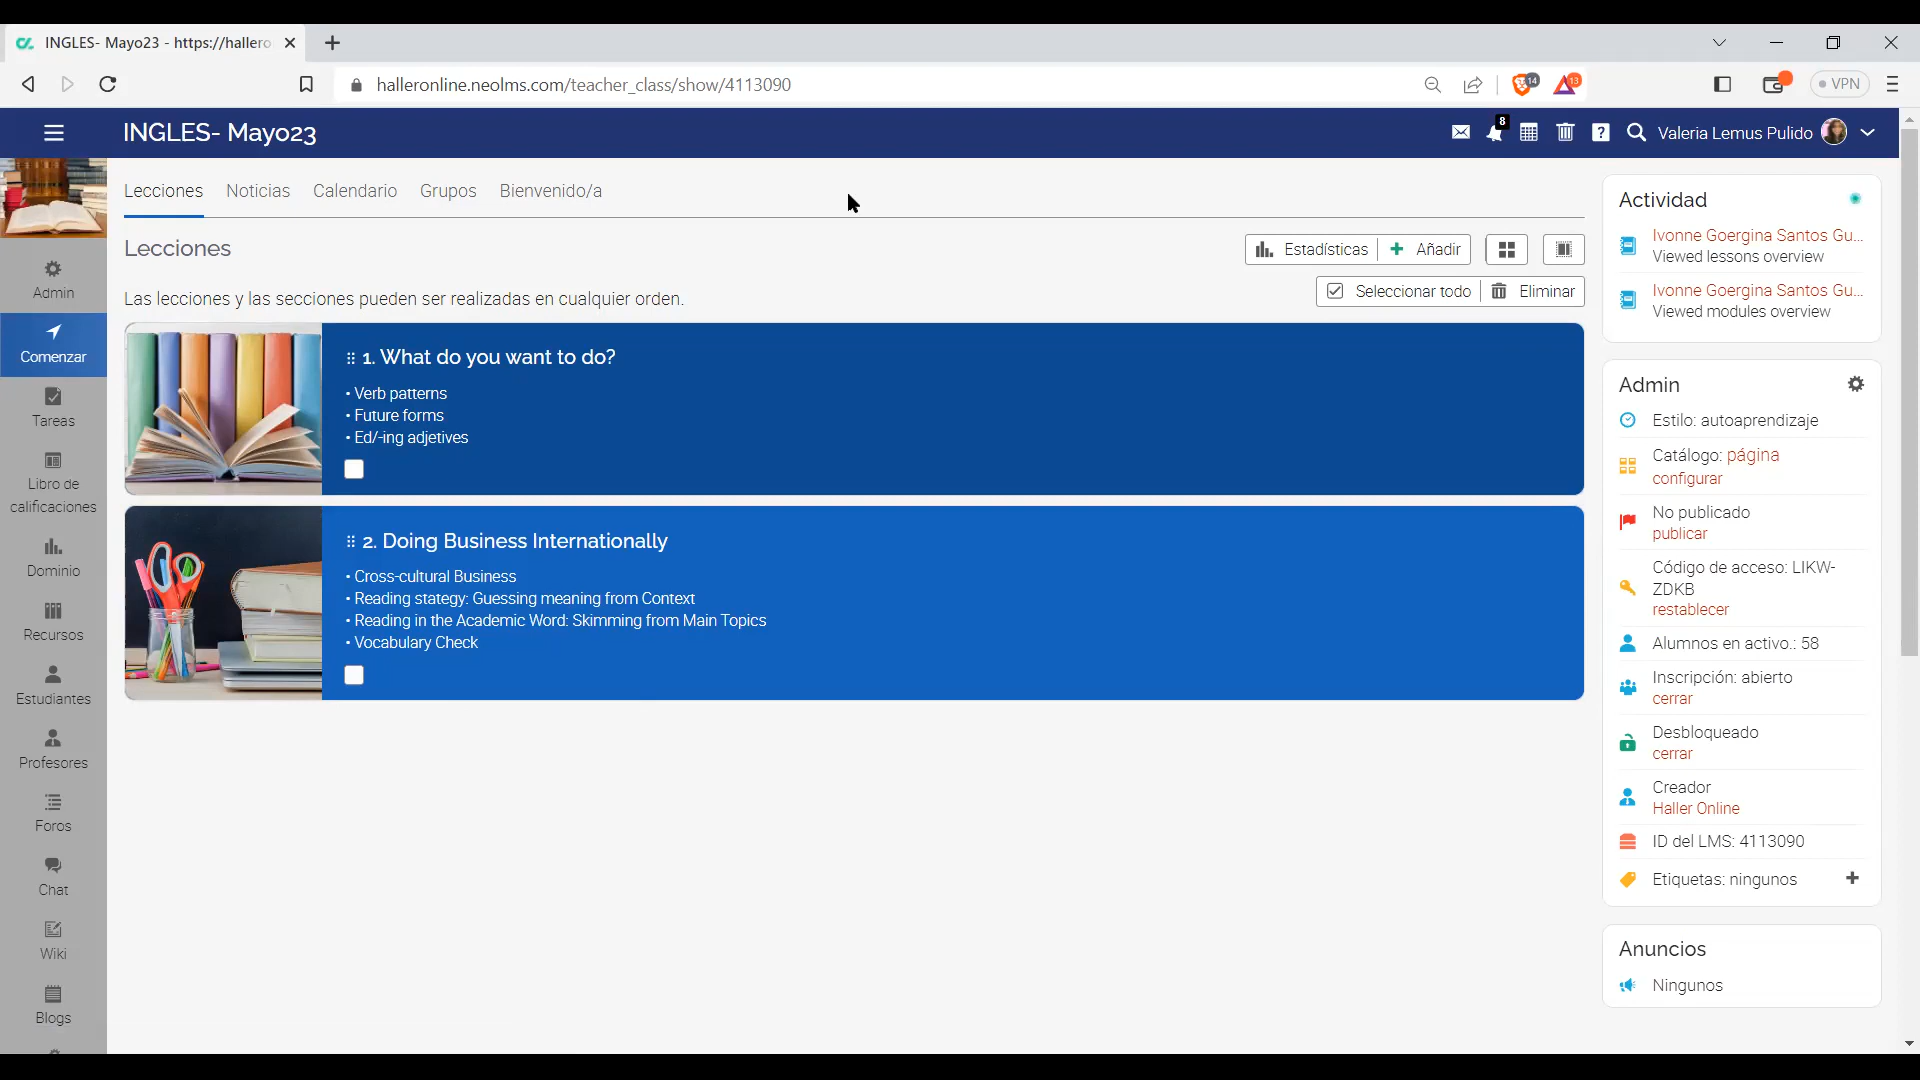 INGLES- Mayo23 - https://hallero
halleronline.neolms.com/teacher_class/show/4113090
14
13
VPN
INGLES- Mayo23
8
?
Valeria Lemus Pulido
Lecciones
Noticias
Calendario
Grupos
Bienvenido/a
Admin
Comenzar
Tareas
Libro de
calificaciones
Dominio
Recursos
Estudiantes
Profesores
Foros
Chat
Wiki
Blogs
Lecciones
Estadísticas
Añadir
Seleccionar todo
Eliminar
Las lecciones y las secciones pueden ser realizadas en cualquier orden.
1. What do you want to do?
• Verb patterns
• Future forms
• Ed/-ing adjetives
2. Doing Business Internationally
• Cross-cultural Business
• Reading stategy: Guessing meaning from Context
• Reading in the Academic Word: Skimming from Main Topics
• Vocabulary Check
Actividad
Ivonne Goergina Santos Gu...
Viewed lessons overview
Ivonne Goergina Santos Gu...
Viewed modules overview
Admin
Estilo: autoaprendizaje
Catálogo: página
configurar
No publicado
publicar
Código de acceso: LIKW-
ZDKB
restablecer
Alumnos en activo.: 58
Inscripción: abierto
cerrar
Desbloqueado
cerrar
Creador
Haller Online
ID del LMS: 4113090
Etiquetas: ningunos
Anuncios
Ningunos